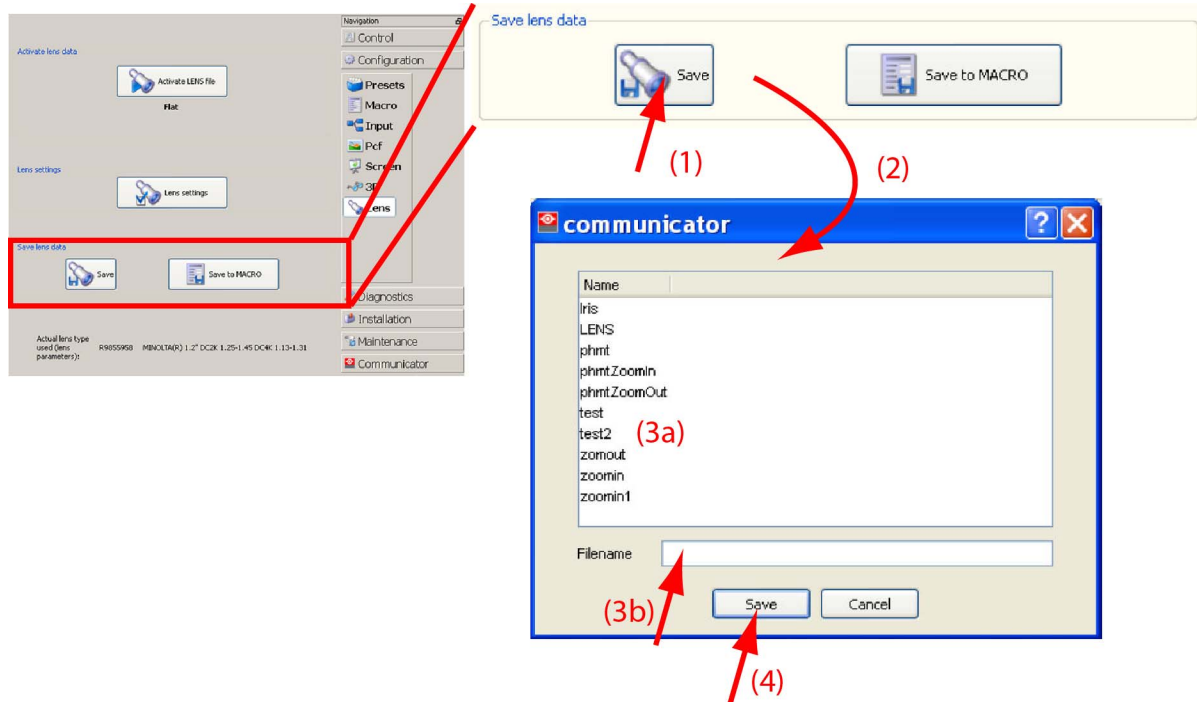 Activate lens data
Activate LENS file
Flat
Lens settings
Lens settings
Save lens data
Save
Save to MACRO
Actual lens type
used (lens
parameters):
R9855958 MINOLTA(R) 1.2" DC2K 1.25-1.45 DC4K 1.13-1.31
Navigation
Control
Configuration
Presets
Macro
Input
Pcf
Screen
3D
Lens
Diagnostics
Installation
Maintenance
Communicator
Save lens data
Save
Save to MACRO
(1)
(2)
communicator
Name
Iris
LENS
phmt
phmtZoomIn
phmtZoomOut
test
test2
(3a)
zomout
zoomin
zoomin1
Filename
(3b)
Save
Cancel
(4)